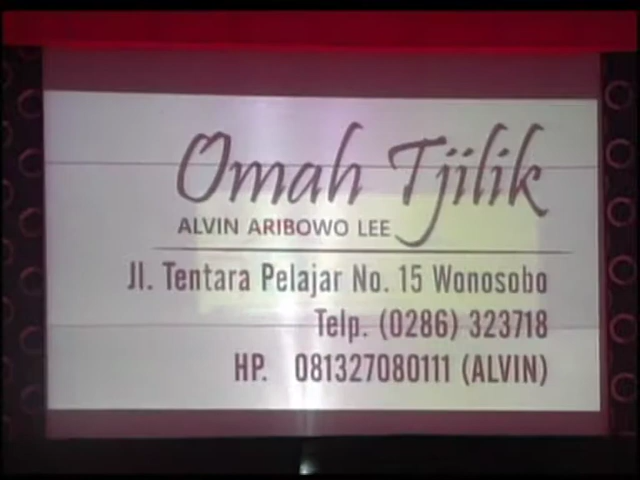 Omah Tjilik
ALVIN ARIBOWO LEE
Jl. Tentara Pelajar No. 15 Wonosobo
Telp. (0286) 323718
HP. 081327080111 (ALVIN)